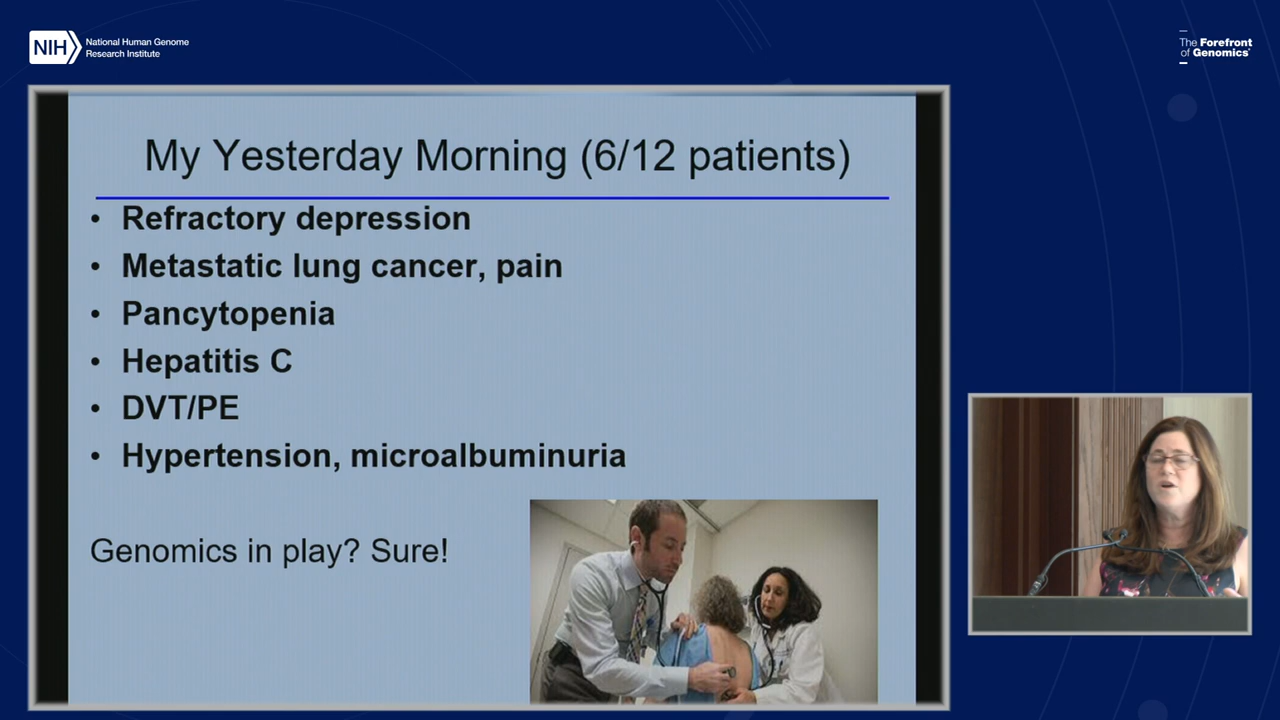 NIH
National Human Genome
Research Institute
The Forefront
of Genomics®
My Yesterday Morning (6/12 patients)
• Refractory depression
• Metastatic lung cancer, pain
• Pancytopenia
• Hepatitis C
• DVT/PE
• Hypertension, microalbuminuria
Genomics in play? Sure!